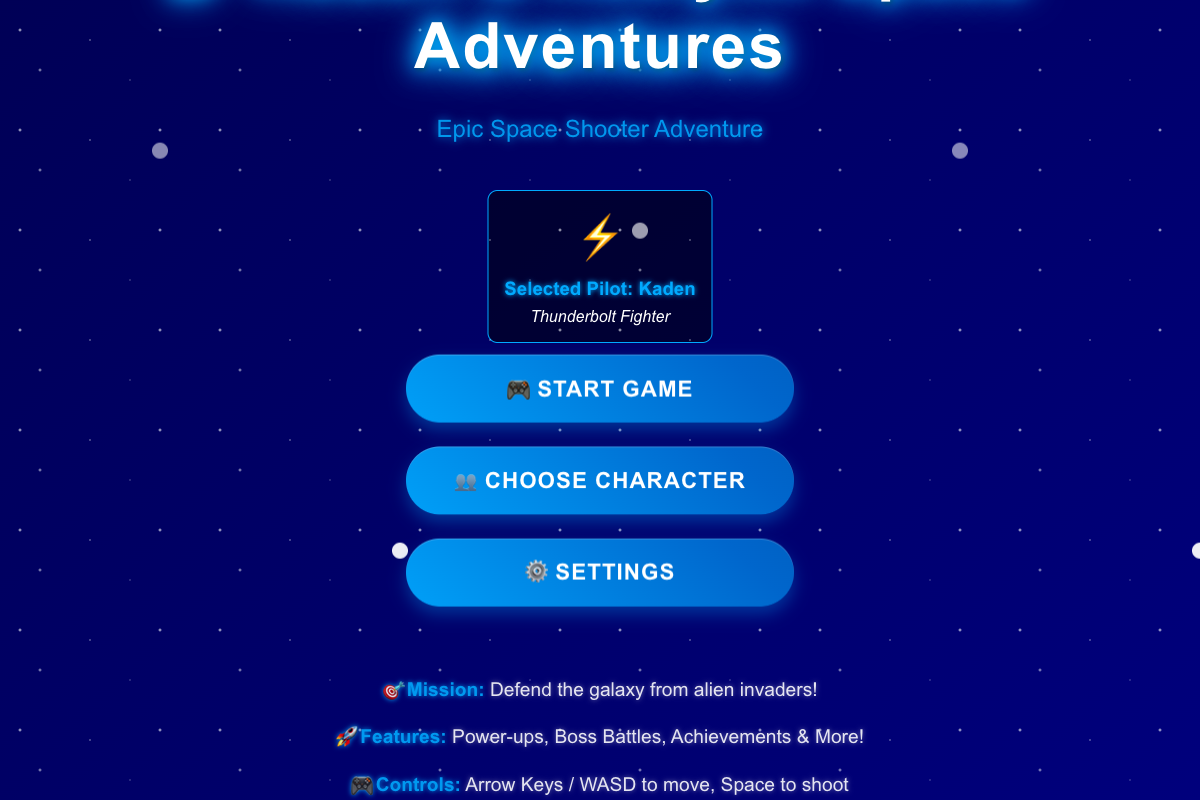 Adventures
Epic Space Shooter Adventure
Selected Pilot: Kaden
Thunderbolt Fighter
START GAME
CHOOSE CHARACTER
SETTINGS
Mission: Defend the galaxy from alien invaders!
Features: Power-ups, Boss Battles, Achievements & More!
Controls: Arrow Keys / WASD to move, Space to shoot